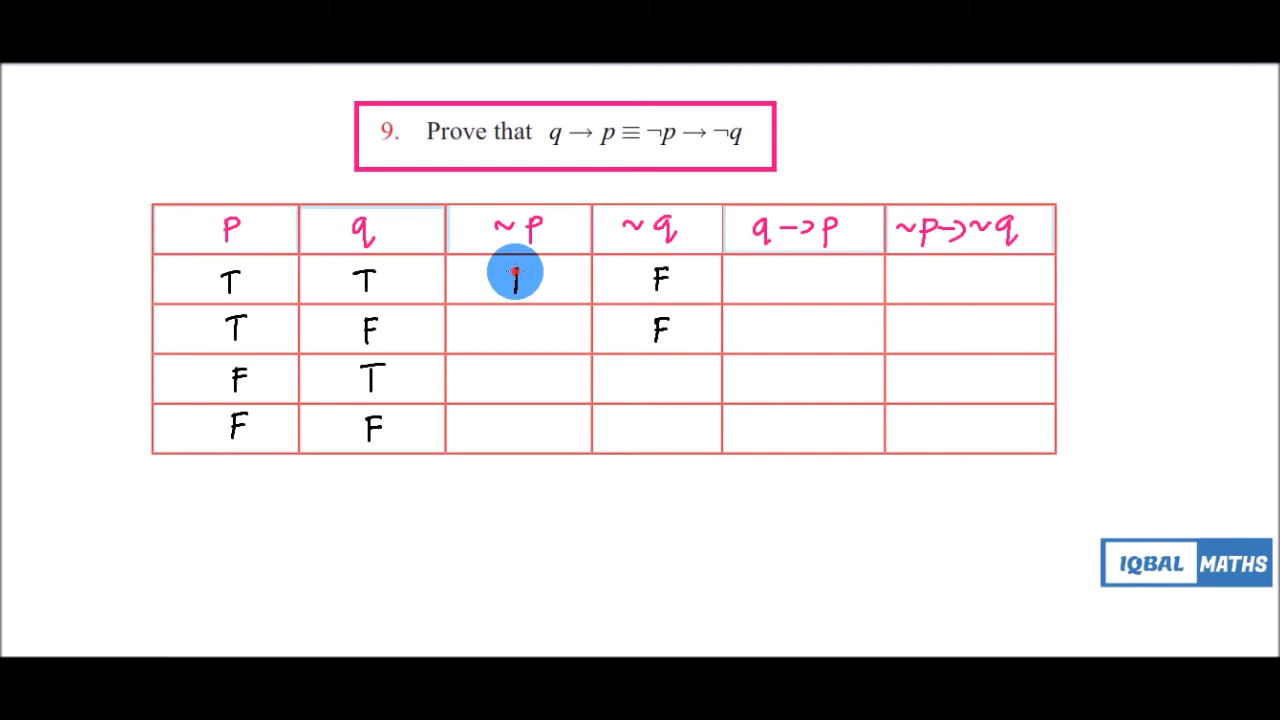 9. Prove that q → p ≡ ¬p → ¬q
p q ~p ~q q→p ~p→~q
T T F
T F F
F T
F F
IQBAL MATHS